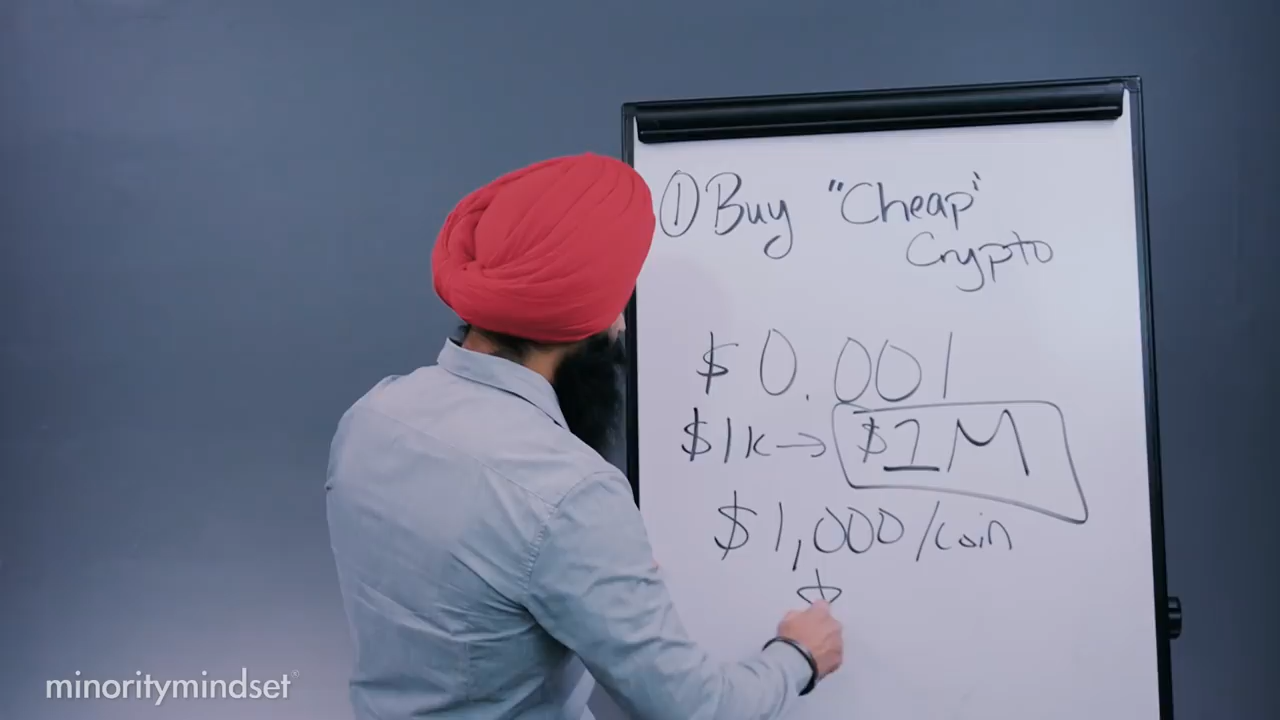 ① Buy "Cheap"
Crypto
$0.001
$1k → $1M
$1,000/coin
minoritymindset®